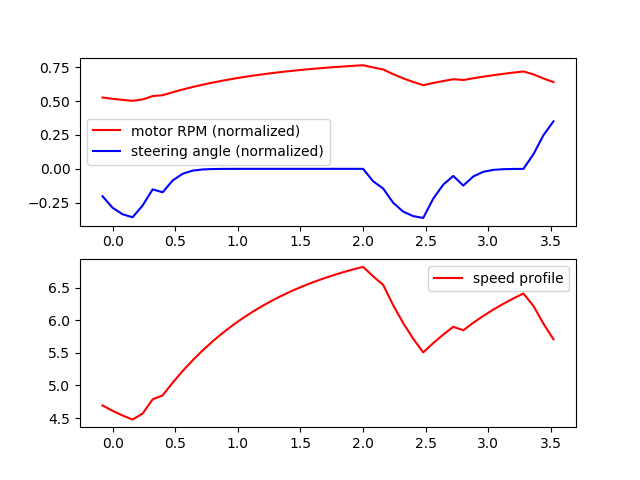 0.75
0.50
0.25
0.00
−0.25
motor RPM (normalized)
steering angle (normalized)
0.0 0.5 1.0 1.5 2.0 2.5 3.0 3.5
6.5
6.0
5.5
5.0
4.5
speed profile
0.0 0.5 1.0 1.5 2.0 2.5 3.0 3.5